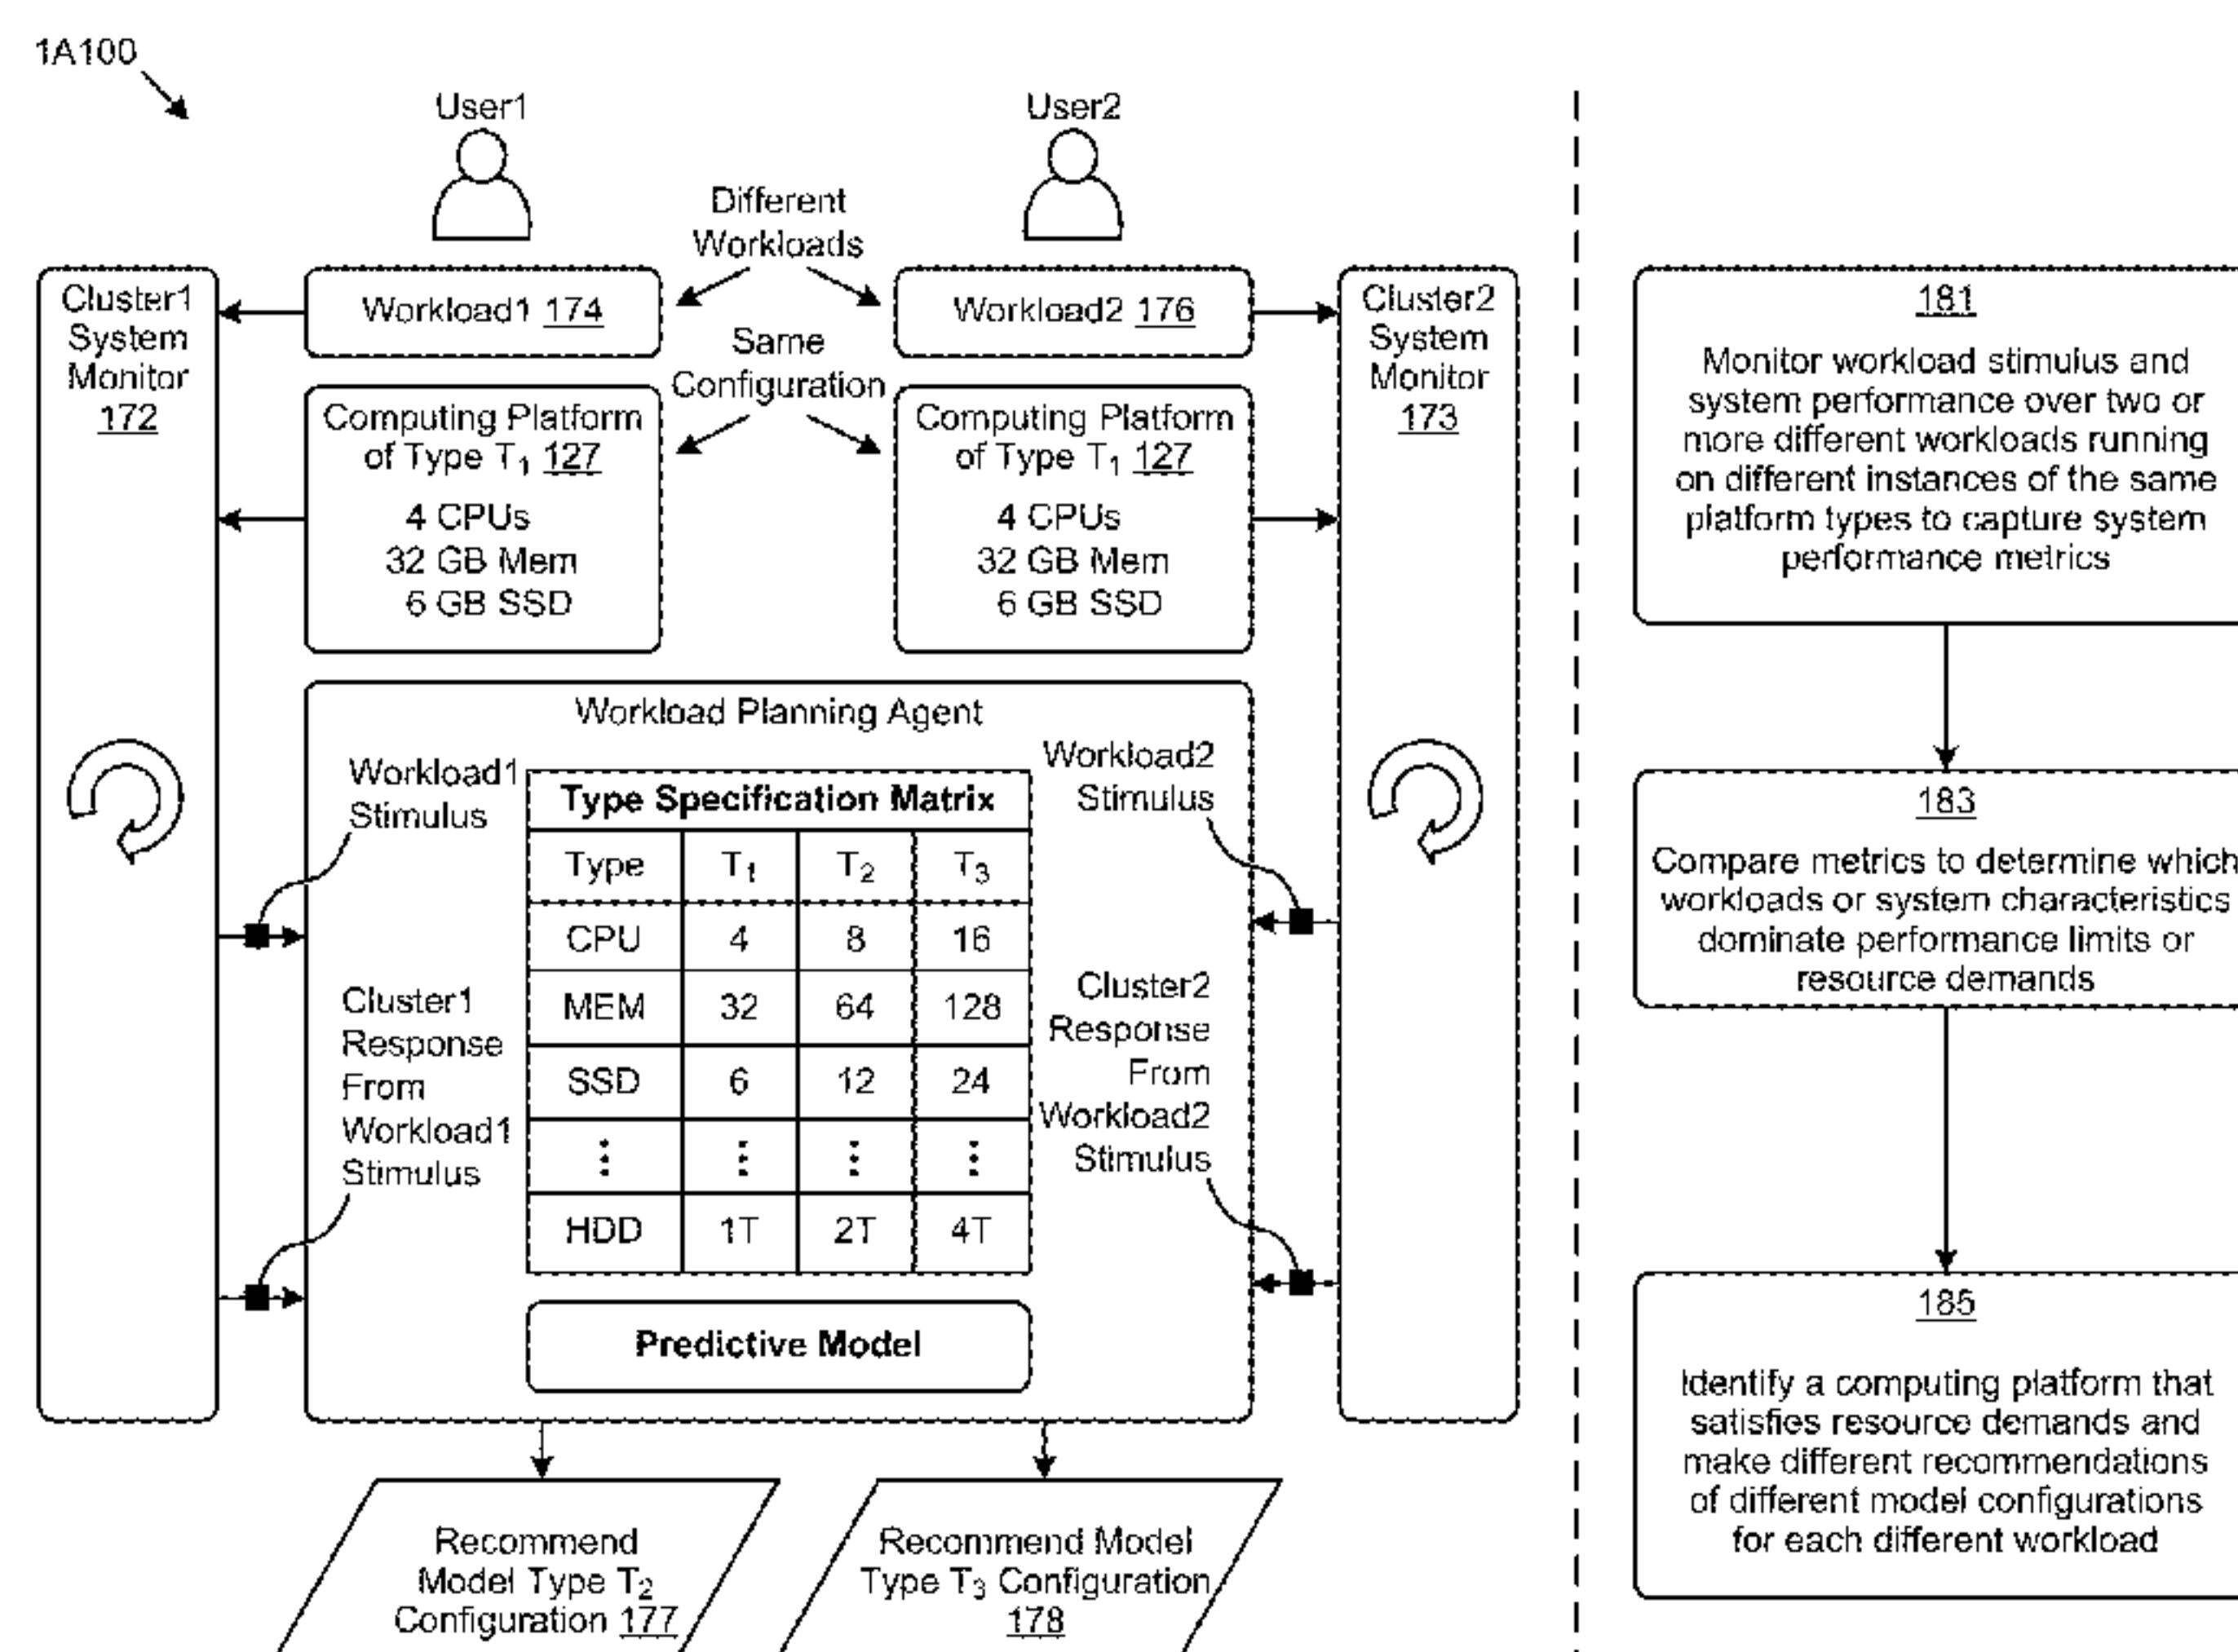 1A100
User1
User2
Different
Workloads
Cluster1
System
Monitor
172
Workload1 174
Workload2 176
Cluster2
System
Monitor
173
Same
Configuration
Computing Platform
of Type T₁ 127
4 CPUs
32 GB Mem
6 GB SSD
Computing Platform
of Type T₁ 127
4 CPUs
32 GB Mem
6 GB SSD
Workload Planning Agent
Workload1
Stimulus
Workload2
Stimulus
Type Specification Matrix
Type T₁ T₂ T₃
CPU 4 8 16
MEM 32 64 128
SSD 6 12 24
⋮ ⋮ ⋮ ⋮
HDD 1T 2T 4T
Cluster1
Response
From
Workload1
Stimulus
Cluster2
Response
From
Workload2
Stimulus
Predictive Model
Recommend
Model Type T₂
Configuration 177
Recommend Model
Type T₃ Configuration
178
181
Monitor workload stimulus and
system performance over two or
more different workloads running
on different instances of the same
platform types to capture system
performance metrics
183
Compare metrics to determine which
workloads or system characteristics
dominate performance limits or
resource demands
185
Identify a computing platform that
satisfies resource demands and
make different recommendations
of different model configurations
for each different workload